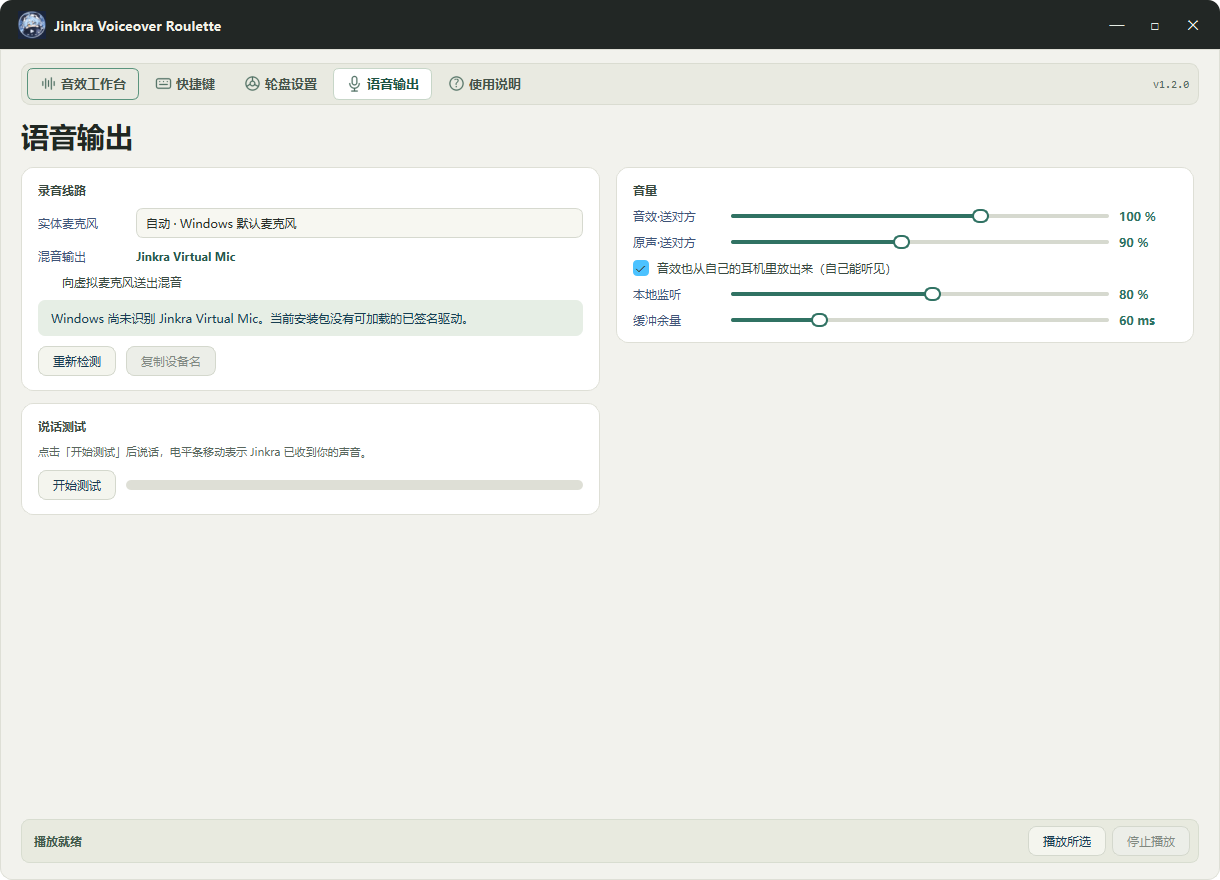 Jinkra Voiceover Roulette
音效工作台 快捷键 轮盘设置 语音输出 使用说明 v1.2.0
语音输出
录音线路
实体麦克风 自动 · Windows 默认麦克风
混音输出 Jinkra Virtual Mic
向虚拟麦克风送出混音
Windows 尚未识别 Jinkra Virtual Mic。当前安装包没有可加载的已签名驱动。
重新检测 复制设备名
说话测试
点击「开始测试」后说话，电平条移动表示 Jinkra 已收到你的声音。
开始测试
音量
音效·送对方 100 %
原声·送对方 90 %
音效也从自己的耳机里放出来（自己能听见）
本地监听 80 %
缓冲余量 60 ms
播放就绪 播放所选 停止播放